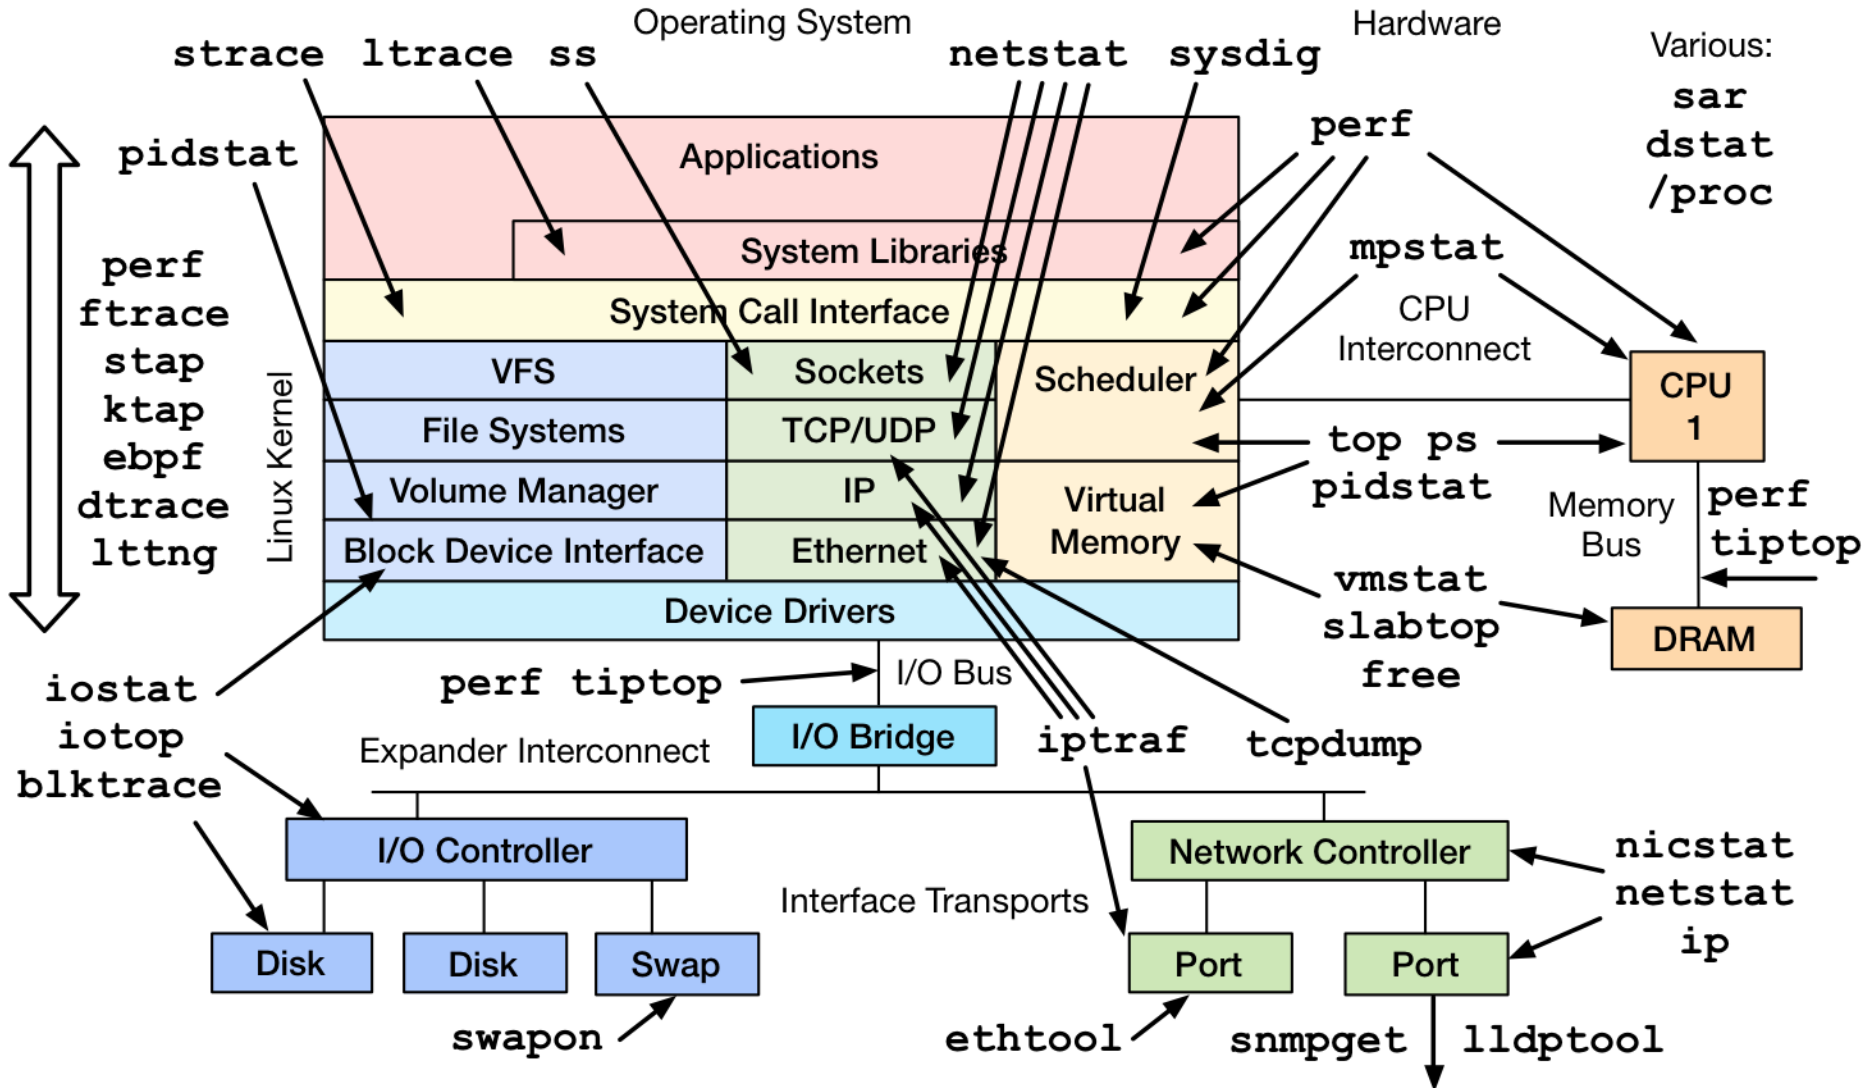 Operating System
Hardware
strace ltrace ss netstat sysdig
Various:
sar
dstat
/proc
perf
pidstat
Applications
System Libraries
mpstat
System Call Interface
CPU
Interconnect
perf
ftrace
stap
ktap
ebpf
dtrace
lttng
Linux Kernel
VFS
Sockets
Scheduler
File Systems
TCP/UDP
Volume Manager
IP
Virtual
Memory
Block Device Interface
Ethernet
Device Drivers
CPU
1
top ps
pidstat
Memory
Bus
perf
tiptop
vmstat
slabtop
free
DRAM
iostat
iotop
blktrace
perf tiptop
I/O Bus
I/O Bridge
iptraf
tcpdump
Expander Interconnect
I/O Controller
Network Controller
nicstat
netstat
ip
Interface Transports
Disk
Disk
Swap
Port
Port
swapon
ethtool
snmpget
lldptool